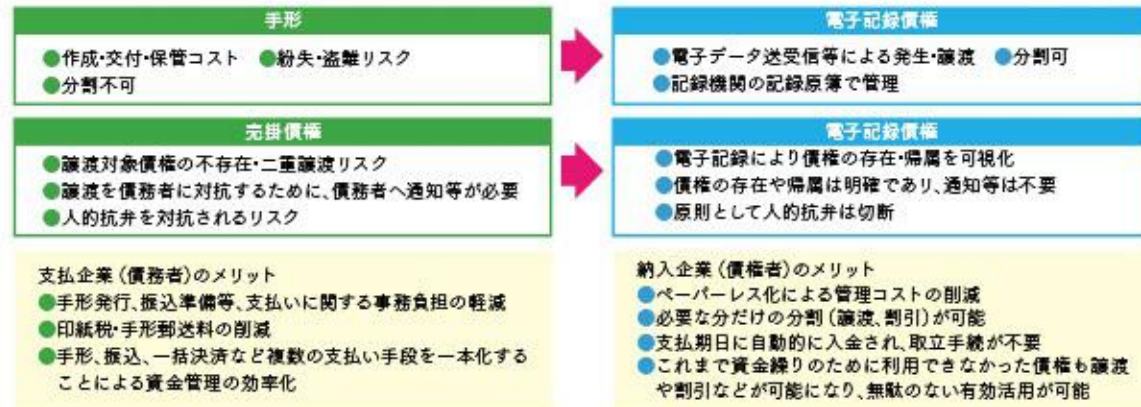 手形
●作成・交付・保管コスト ●紛失・盗難リスク
●分割不可
電子記録債権
●電子データ送受信等による発生・譲渡 ●分割可
●記録機関の記録原簿で管理
売掛債権
●譲渡対象債権の不存在・二重譲渡リスク
●譲渡を債務者に対抗するために、債務者へ通知等が必要
●人的抗弁を対抗されるリスク
電子記録債権
●電子記録により債権の存在・帰属を可視化
●債権の存在や帰属は明確であり、通知等は不要
●原則として人的抗弁は切断
支払企業（債務者）のメリット
●手形発行、振込準備等、支払いに関する事務負担の軽減
●印紙税・手形郵送料の削減
●手形、振込、一括決済など複数の支払い手段を一本化する
ことによる資金管理の効率化
納入企業（債権者）のメリット
●ペーパーレス化による管理コストの削減
●必要な分だけの分割（譲渡、割引）が可能
●支払期日に自動的に入金され、取立手続が不要
●これまで資金繰りのために利用できなかった債権も譲渡
や割引などが可能になり、無駄のない有効活用が可能